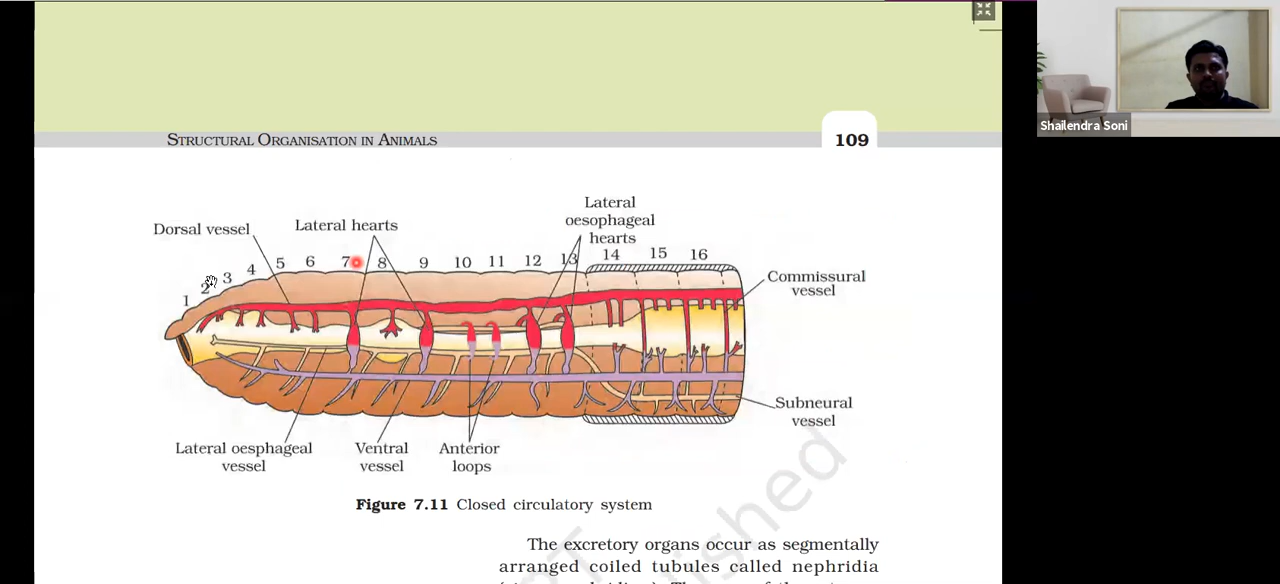 Shailendra Soni
STRUCTURAL ORGANISATION IN ANIMALS
109
Lateral
oesophageal
hearts
Dorsal vessel
Lateral hearts
1 2 3 4 5 6 7 8 9 10 11 12 13 14 15 16
Commissural
vessel
Subneural
vessel
Lateral oesphageal
vessel
Ventral
vessel
Anterior
loops
Figure 7.11 Closed circulatory system
The excretory organs occur as segmentally
arranged coiled tubules called nephridia